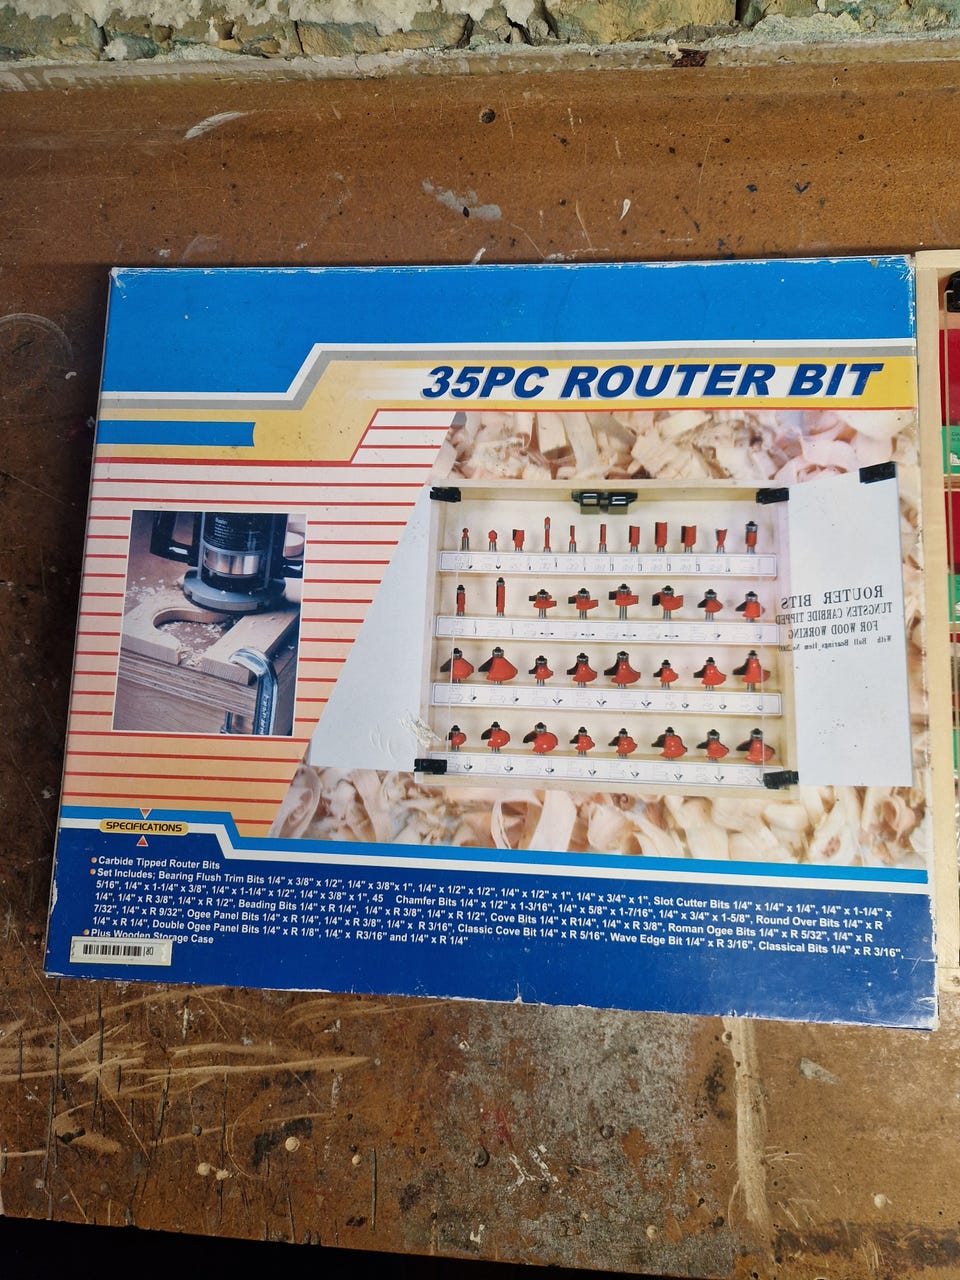 35PC ROUTER BIT
ROUTER BITS
TUNGSTEN CARBIDE TIPPED
FOR WOOD WORKING
With Ball Bearings, Item No.
SPECIFICATIONS
Carbide Tipped Router Bits
Set Includes; Bearing Flush Trim Bits 1/4" x 3/8" x 1/2", 1/4" x 3/8"x 1", 1/4" x 1/2" x 1/2", 1/4" x 1/2" x 1", 1/4" x 3/4" x 1", Slot Cutter Bits 1/4" x 1/4" x 1/4", 1/4" x 1-1/4" x
5/16", 1/4" x 1-1/4" x 3/8", 1/4" x 1-1/4" x 1/2", 1/4" x 3/8" x 1", 45 Chamfer Bits 1/4" x 1/2" x 1-3/16", 1/4" x 5/8" x 1-7/16", 1/4" x 3/4" x 1-5/8", Round Over Bits 1/4" x R
1/4", 1/4" x R 3/8", 1/4" x R 1/2", Beading Bits 1/4" x R 1/4", 1/4" x R 3/8", 1/4" x R 1/2", Cove Bits 1/4" x R1/4", 1/4" x R 3/8", Roman Ogee Bits 1/4" x R 5/32", 1/4" x R
7/32", 1/4" x R 9/32", Ogee Panel Bits 1/4" x R 1/4", 1/4" x R 3/8", 1/4" x R 3/16", Classic Cove Bit 1/4" x R 5/16", Wave Edge Bit 1/4" x R 3/16", Classical Bits 1/4" x R 3/16",
1/4" x R 1/4", Double Ogee Panel Bits 1/4" x R 1/8", 1/4" x R3/16" and 1/4" x R 1/4"
Plus Wooden Storage Case